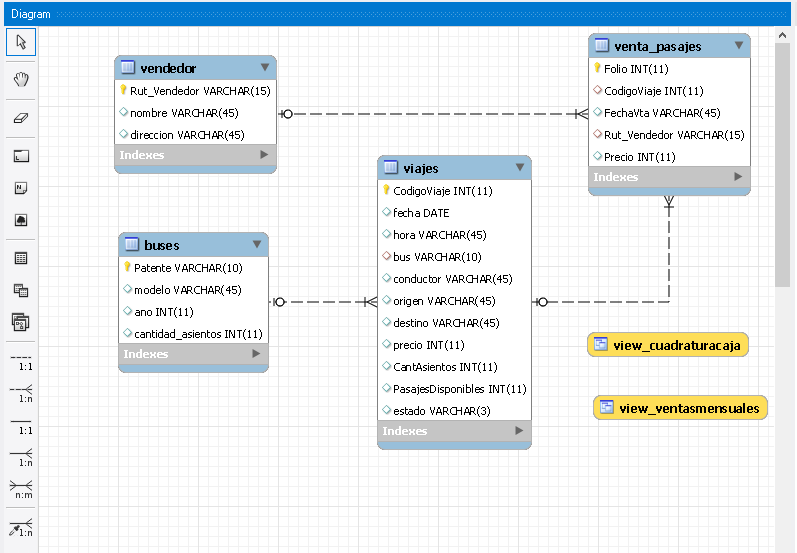 Diagram
vendedor
Rut_Vendedor VARCHAR(15)
nombre VARCHAR(45)
direccion VARCHAR(45)
Indexes
venta_pasajes
Folio INT(11)
CodigoViaje INT(11)
FechaVta VARCHAR(45)
Rut_Vendedor VARCHAR(15)
Precio INT(11)
Indexes
viajes
CodigoViaje INT(11)
fecha DATE
hora VARCHAR(45)
bus VARCHAR(10)
conductor VARCHAR(45)
origen VARCHAR(45)
destino VARCHAR(45)
precio INT(11)
CantAsientos INT(11)
PasajesDisponibles INT(11)
estado VARCHAR(3)
Indexes
buses
Patente VARCHAR(10)
modelo VARCHAR(45)
ano INT(11)
cantidad_asientos INT(11)
Indexes
view_cuadraturacaja
view_ventasmensuales
1:1
1:n
1:1
1:n
n:m
1:n